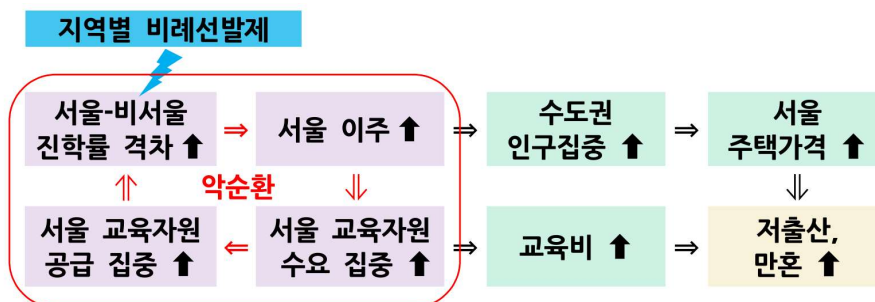 지역별 비례선발제
서울-비서울
진학률 격차 ⬆
⇒
서울 이주 ⬆
⇒
수도권
인구집중 ⬆
⇒
서울
주택가격 ⬆
⇑
악순환
⇓
⇓
서울 교육자원
공급 집중 ⬆
⇐
서울 교육자원
수요 집중 ⬆
⇒
교육비 ⬆
⇒
저출산,
만혼 ⬆